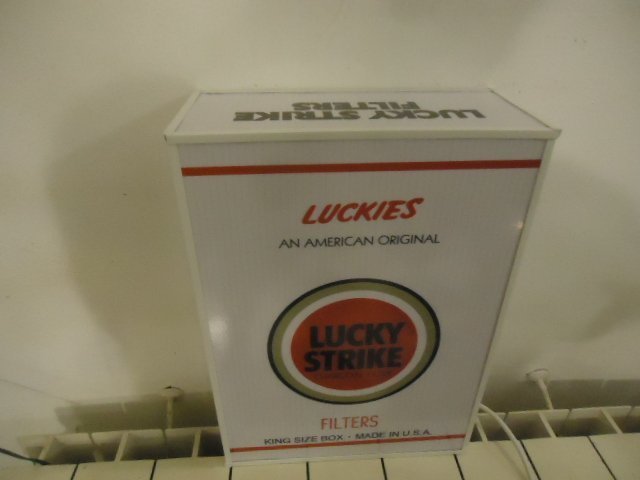 LUCKY STRIKE
FILTERS
LUCKIES
AN AMERICAN ORIGINAL
LUCKY
STRIKE
FILTERS
KING SIZE BOX · MADE IN U.S.A.